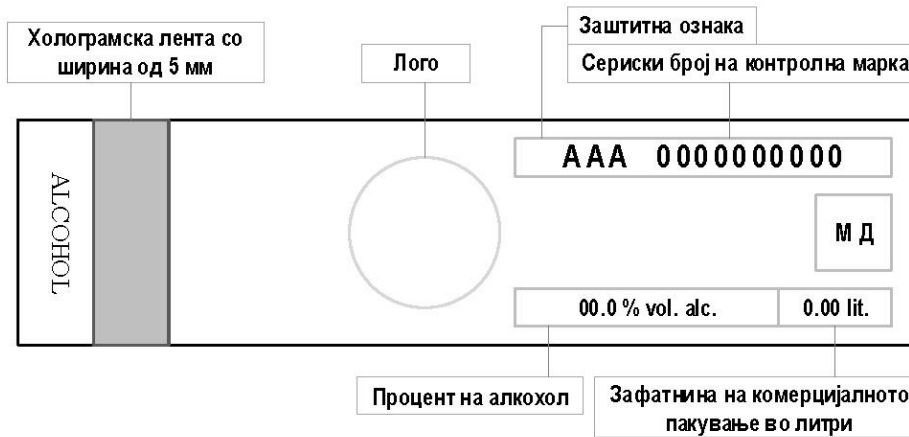 Холограмска лента со
ширина од 5 мм
Лого
Заштитна ознака
Сериски број на контролна марка
ALCOHOL
AAA 0000000000
М Д
00.0 % vol. alc.
0.00 lit.
Процент на алкохол
Зафатнина на комерцијалното
пакување во литри